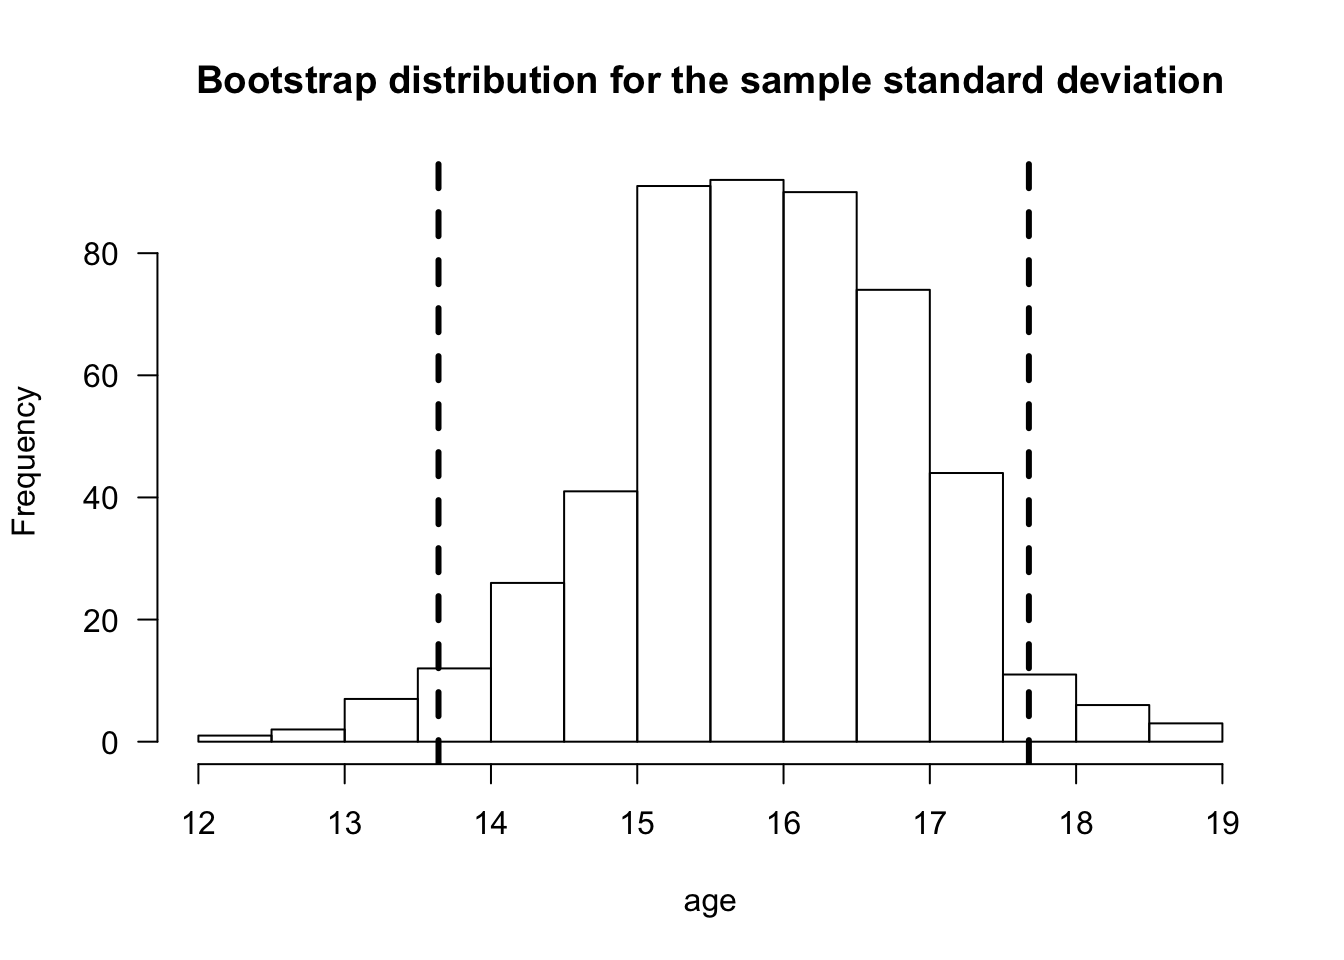 Bootstrap distribution for the sample standard deviation
Frequency
80
60
40
20
0
12 13 14 15 16 17 18 19
age